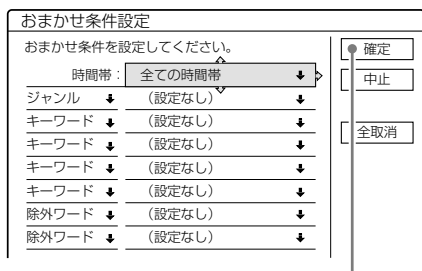 おまかせ条件設定
おまかせ条件を設定してください。
時間帯： 全ての時間帯
ジャンル （設定なし）
キーワード （設定なし）
キーワード （設定なし）
キーワード （設定なし）
キーワード （設定なし）
除外ワード （設定なし）
除外ワード （設定なし）
確定
中止
全取消